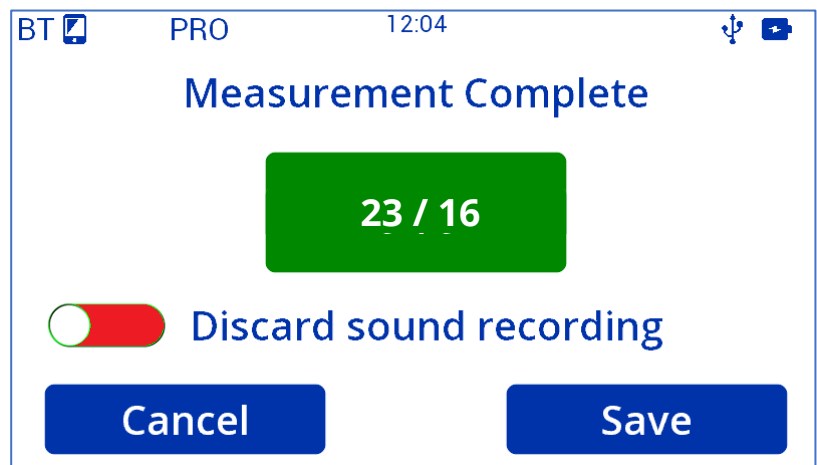 BT PRO 12:04
Measurement Complete
23 / 16
Discard sound recording
Cancel Save